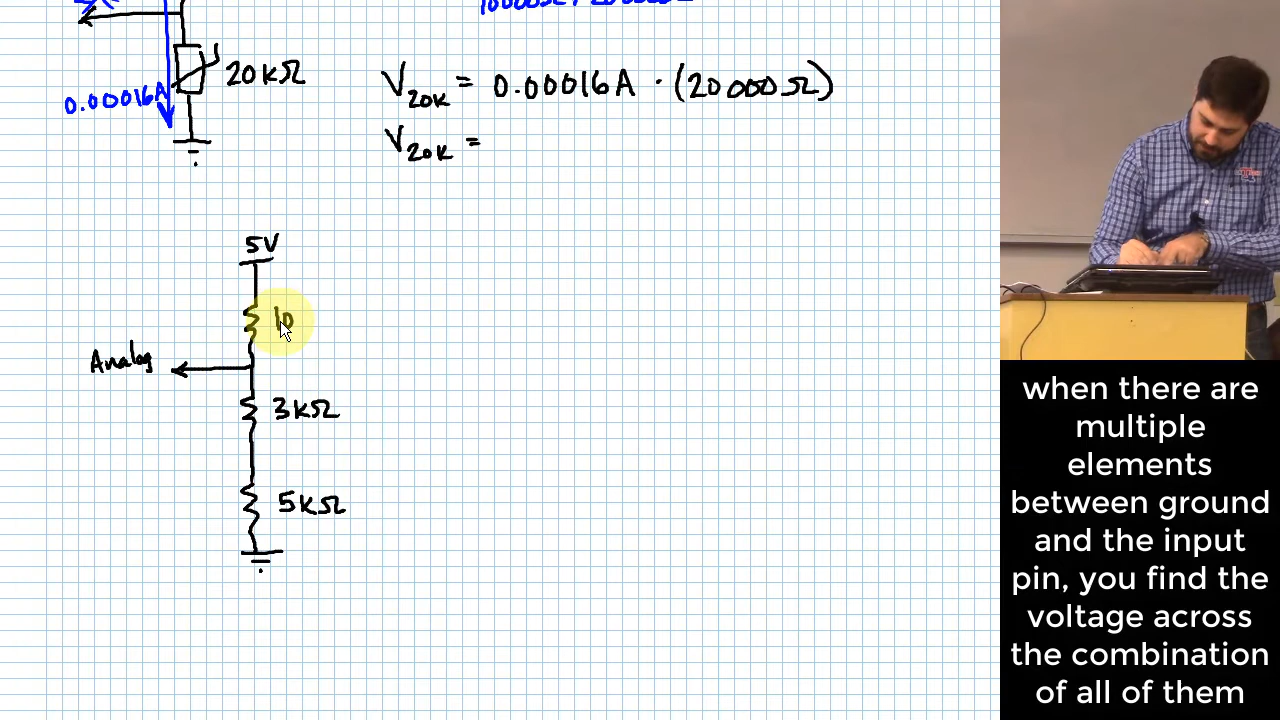 20kΩ
0.00016A
V20K = 0.00016A · (20000Ω)
V20K =
5V
10
Analog
3kΩ
5kΩ
when there are
multiple
elements
between ground
and the input
pin, you find the
voltage across
the combination
of all of them